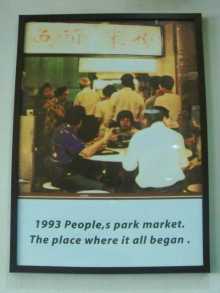 1993 People,s park market.
The place where it all began .